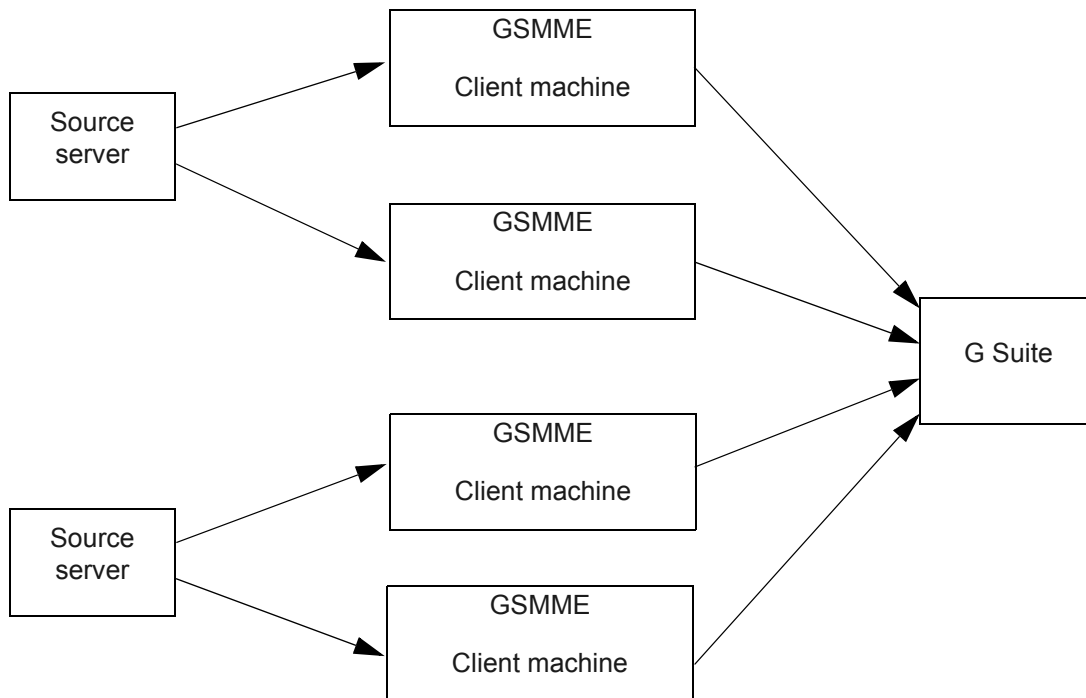 GSMME
Client machine
Source
server
GSMME
Client machine
G Suite
GSMME
Client machine
Source
server
GSMME
Client machine